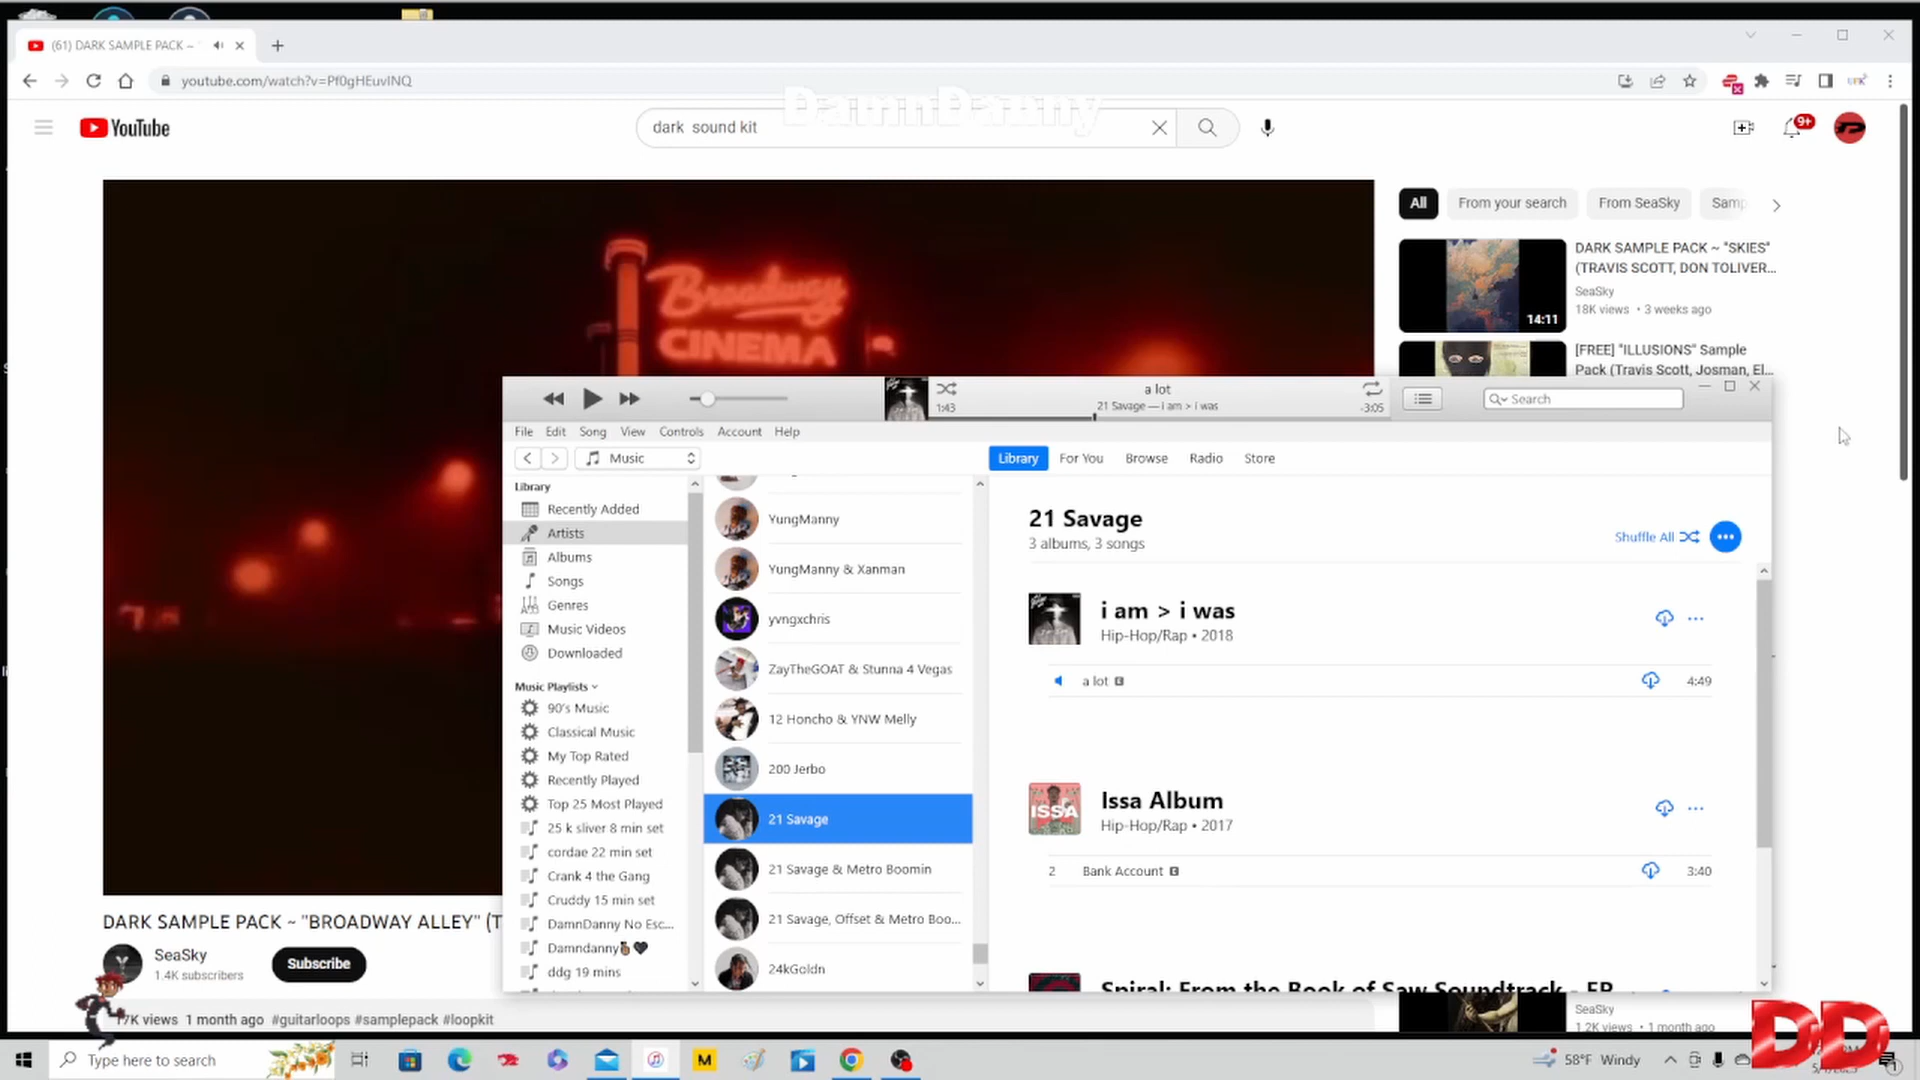 (61) DARK SAMPLE PACK ~
youtube.com/watch?v=Pf0gHEuvINQ
DamnDanny
YouTube
dark sound kit
9+
All
From your search
From SeaSky
Samp
Broadway
CINEMA
DARK SAMPLE PACK ~ "SKIES"
(TRAVIS SCOTT, DON TOLIVER...
SeaSky
18K views • 3 weeks ago
14:11
[FREE] "ILLUSIONS" Sample
Pack (Travis Scott, Josman, El...
a lot
21 Savage — i am > i was
1:43
-3:05
Search
File Edit Song View Controls Account Help
Music
Library For You Browse Radio Store
Library
Recently Added
Artists
Albums
Songs
Genres
Music Videos
Downloaded
Music Playlists
90's Music
Classical Music
My Top Rated
Recently Played
Top 25 Most Played
25 k sliver 8 min set
cordae 22 min set
Crank 4 the Gang
Cruddy 15 min set
DamnDanny No Esc...
Damndanny
ddg 19 mins
YungManny
YungManny & Xanman
yvngxchris
ZayTheGOAT & Stunna 4 Vegas
12 Honcho & YNW Melly
200 Jerbo
21 Savage
21 Savage & Metro Boomin
21 Savage, Offset & Metro Boo...
24kGoldn
21 Savage
3 albums, 3 songs
Shuffle All
i am > i was
Hip-Hop/Rap • 2018
a lot E 4:49
ISSA
Issa Album
Hip-Hop/Rap • 2017
2 Bank Account E 3:40
Spiral: From the Book of Saw Soundtrack - EP
DARK SAMPLE PACK ~ "BROADWAY ALLEY" (T
SeaSky
1.4K subscribers
Subscribe
17K views 1 month ago #guitarloops #samplepack #loopkit
SeaSky
1.2K views • 1 month ago
DD
Type here to search
M
58°F Windy